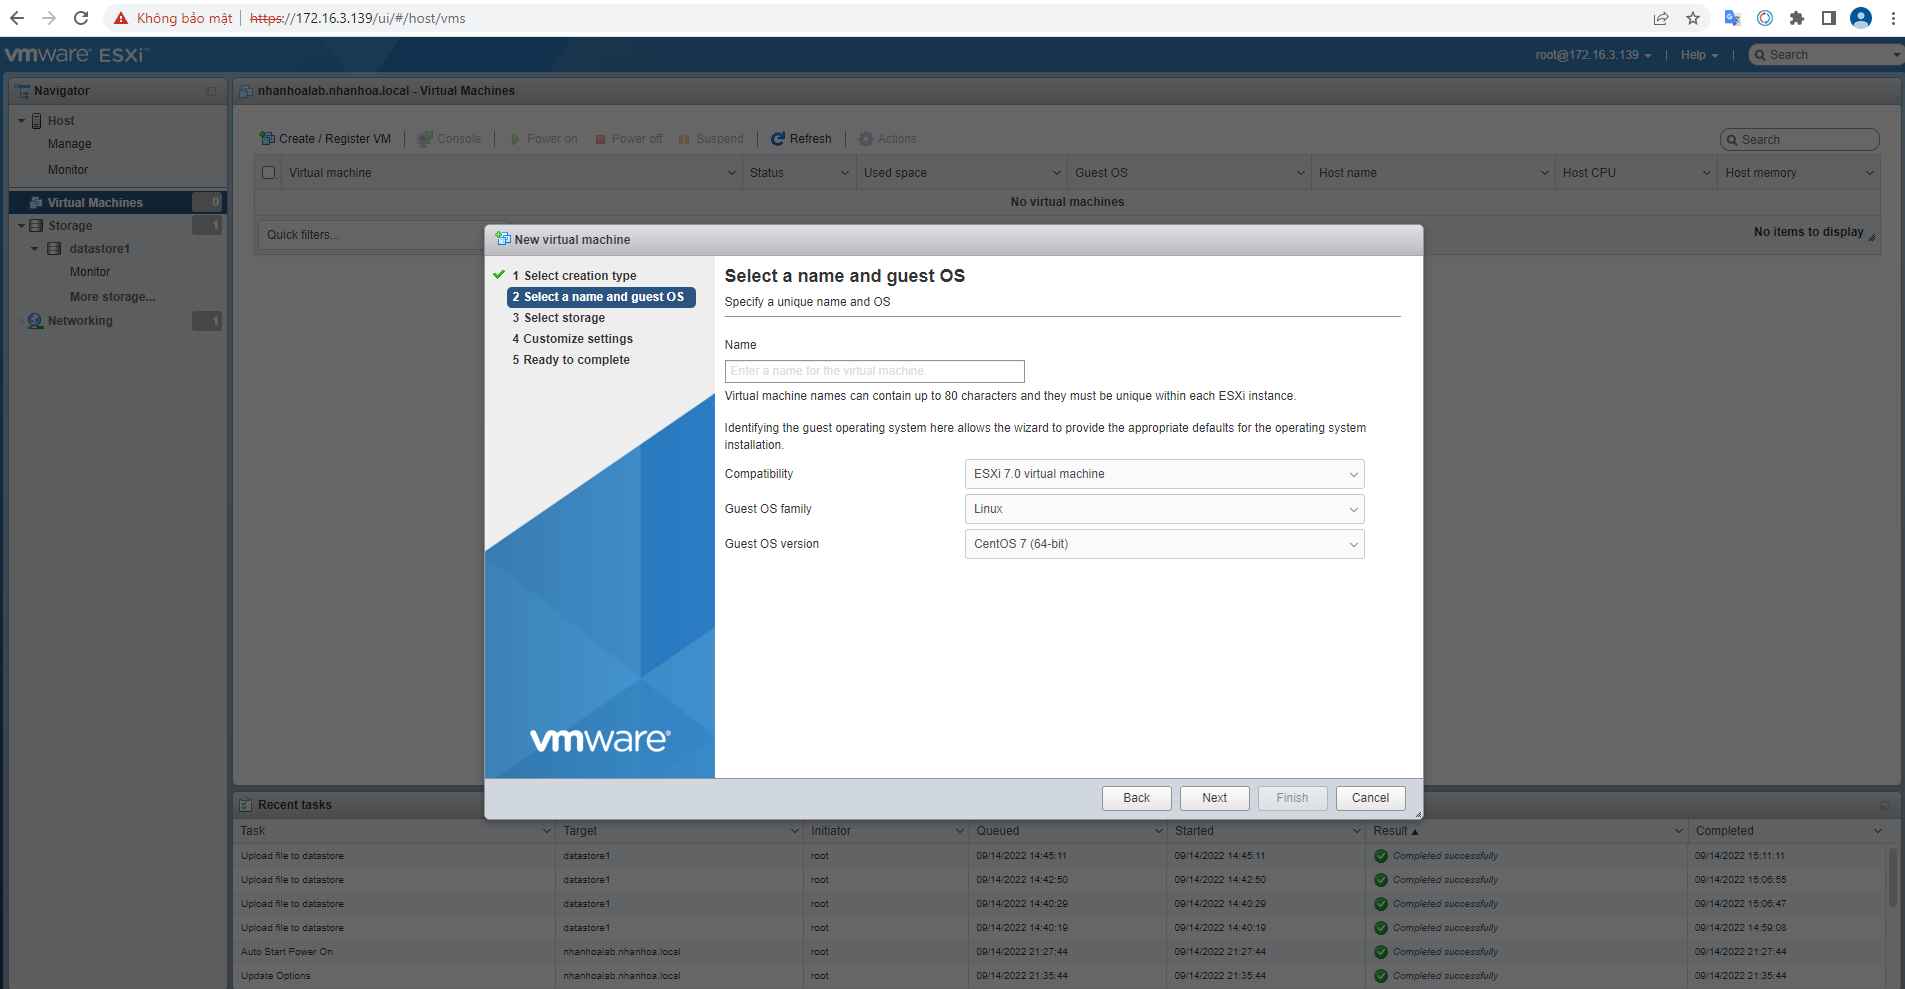 Không bảo mật | https://172.16.3.139/ui/#/host/vms
vmware ESXi™
root@172.16.3.139 | Help | Search
Navigator
Host
Manage
Monitor
Virtual Machines 0
Storage 1
datastore1
Monitor
More storage...
Networking 1
nhanhoalab.nhanhoa.local - Virtual Machines
Create / Register VM | Console | Power on Power off Suspend | Refresh | Actions
Search
Virtual machine Status Used space Guest OS Host name Host CPU Host memory
No virtual machines
Quick filters...
No items to display
New virtual machine
1 Select creation type
2 Select a name and guest OS
3 Select storage
4 Customize settings
5 Ready to complete
vmware®
Select a name and guest OS
Specify a unique name and OS
Name
Enter a name for the virtual machine.
Virtual machine names can contain up to 80 characters and they must be unique within each ESXi instance.
Identifying the guest operating system here allows the wizard to provide the appropriate defaults for the operating system
installation.
Compatibility ESXi 7.0 virtual machine
Guest OS family Linux
Guest OS version CentOS 7 (64-bit)
Back Next Finish Cancel
Recent tasks
Task Target Initiator Queued Started Result ▲ Completed
Upload file to datastore datastore1 root 09/14/2022 14:45:11 09/14/2022 14:45:11 Completed successfully 09/14/2022 15:11:11
Upload file to datastore datastore1 root 09/14/2022 14:42:50 09/14/2022 14:42:50 Completed successfully 09/14/2022 15:06:55
Upload file to datastore datastore1 root 09/14/2022 14:40:29 09/14/2022 14:40:29 Completed successfully 09/14/2022 15:06:47
Upload file to datastore datastore1 root 09/14/2022 14:40:19 09/14/2022 14:40:19 Completed successfully 09/14/2022 14:59:08
Auto Start Power On nhanhoalab.nhanhoa.local root 09/14/2022 21:27:44 09/14/2022 21:27:44 Completed successfully 09/14/2022 21:27:44
Update Options nhanhoalab.nhanhoa.local root 09/14/2022 21:35:44 09/14/2022 21:35:44 Completed successfully 09/14/2022 21:35:44